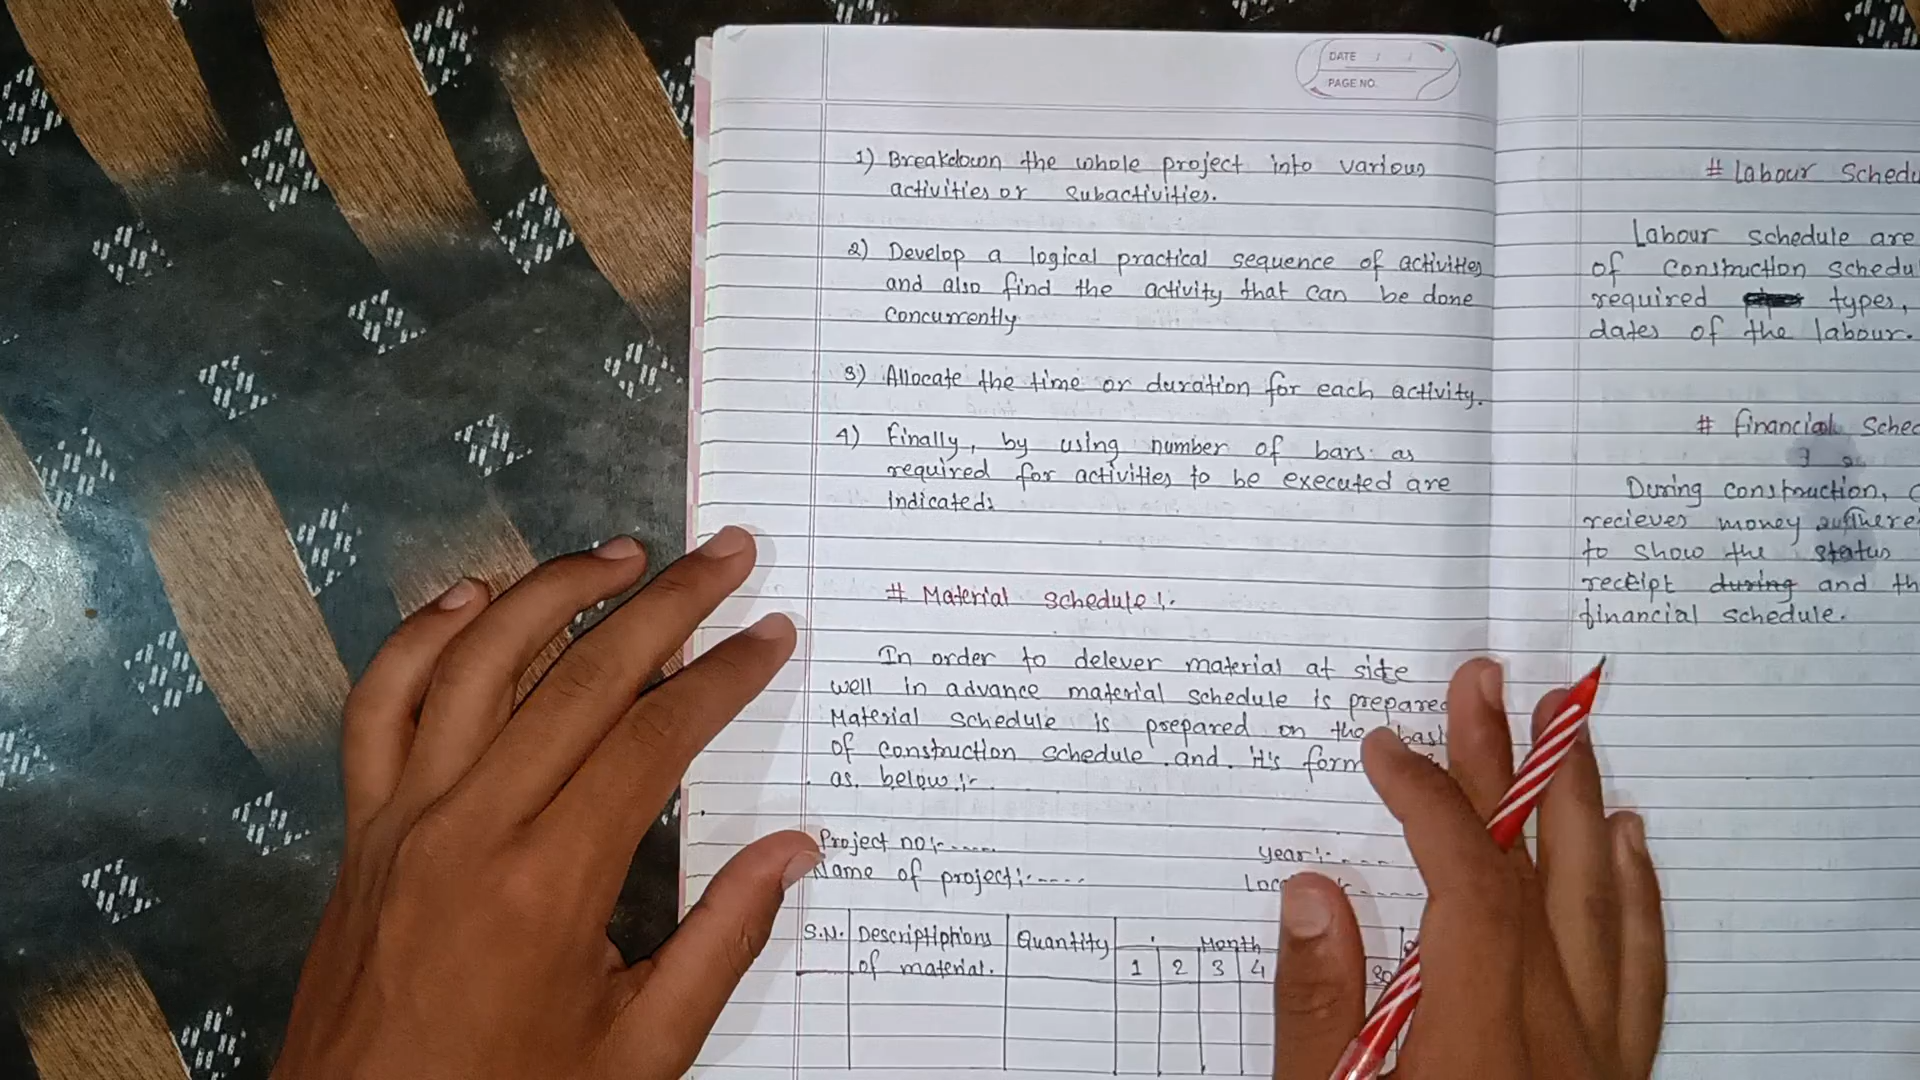 DATE / /
PAGE NO.
1) Breakdown the whole project into various
activities or subactivities.
2) Develop a logical practical sequence of activities
and also find the activity that can be done
concurrently
3) Allocate the time or duration for each activity.
4) Finally, by using number of bars as
required for activities to be executed are
indicated.
# Material schedule :-
In order to delever material at site
well in advance material schedule is prepared
Material schedule is prepared on the
of construction schedule and it's
as below :-
Project no :- .....
Year :- ....
Name of project :- ....
S.N.
Descriptiptions
of material.
Quantity
Month
1 2 3 4
30
# Labour
Labour schedule are
of construction
required types,
dates of the labour.
# financial
During construction,
recieves money
to show the status
receipt during and
financial schedule.